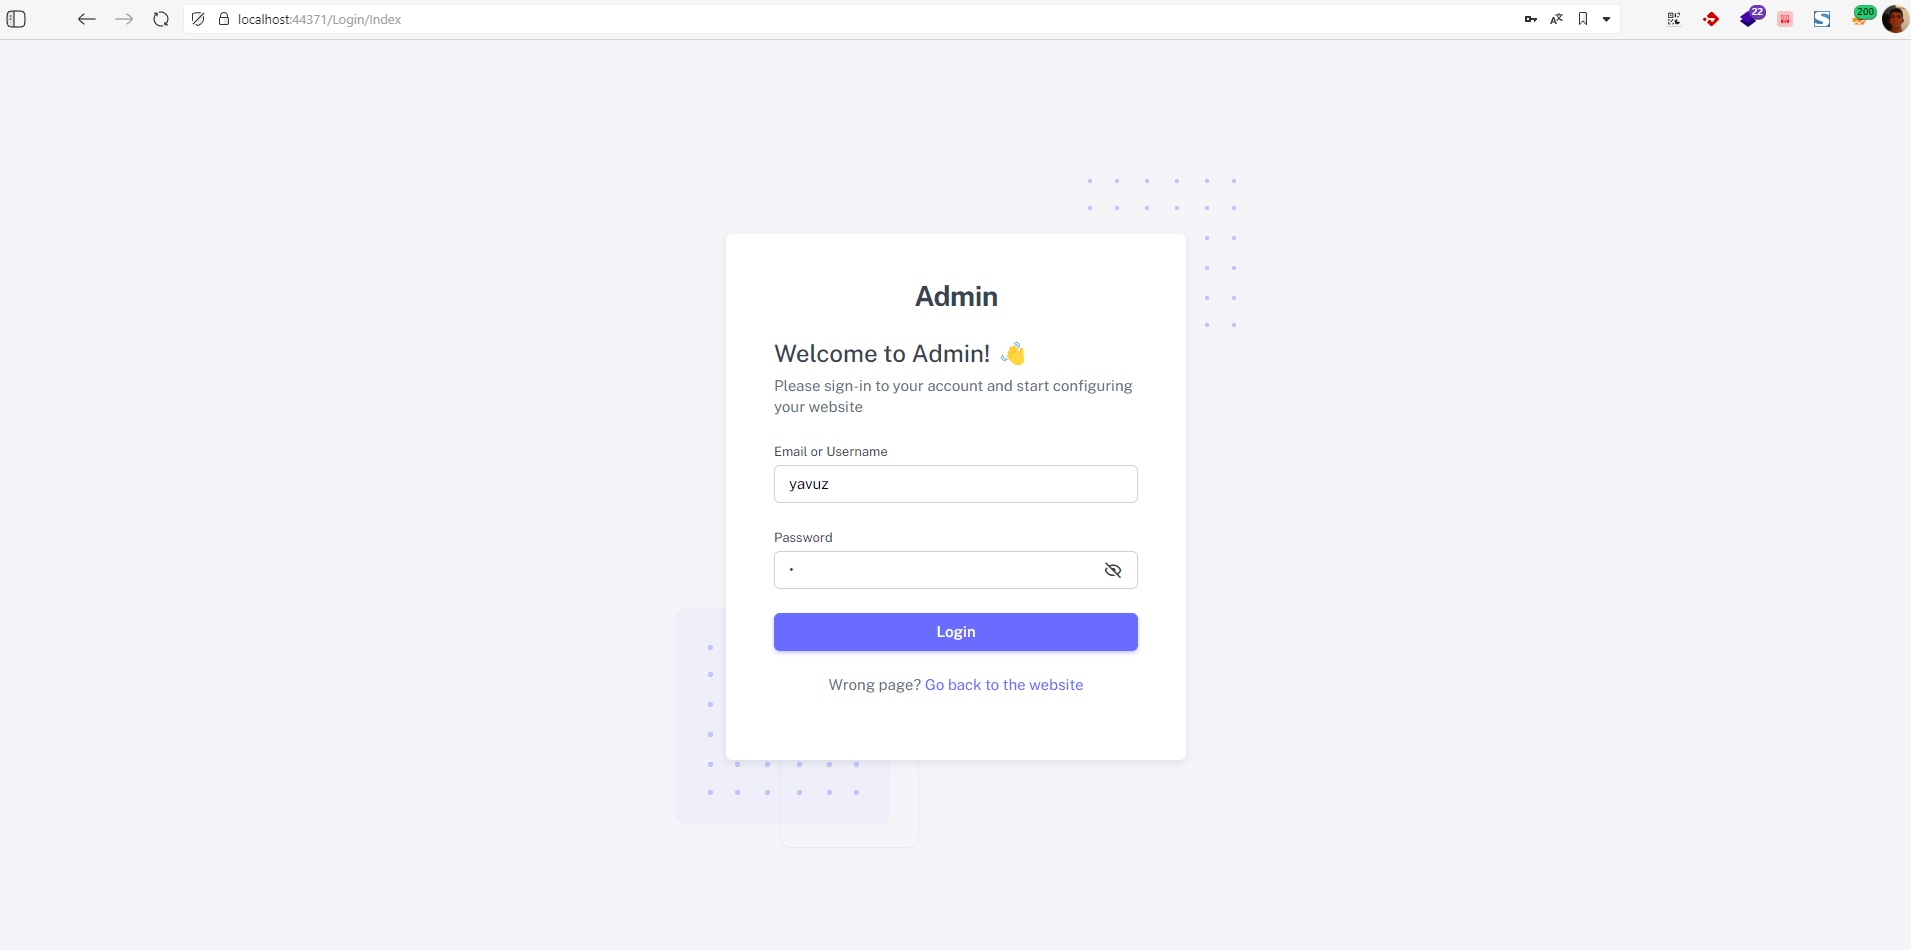 localhost:44371/Login/Index
22
200
Admin
Welcome to Admin! 👋
Please sign-in to your account and start configuring
your website
Email or Username
yavuz
Password
•
Login
Wrong page? Go back to the website